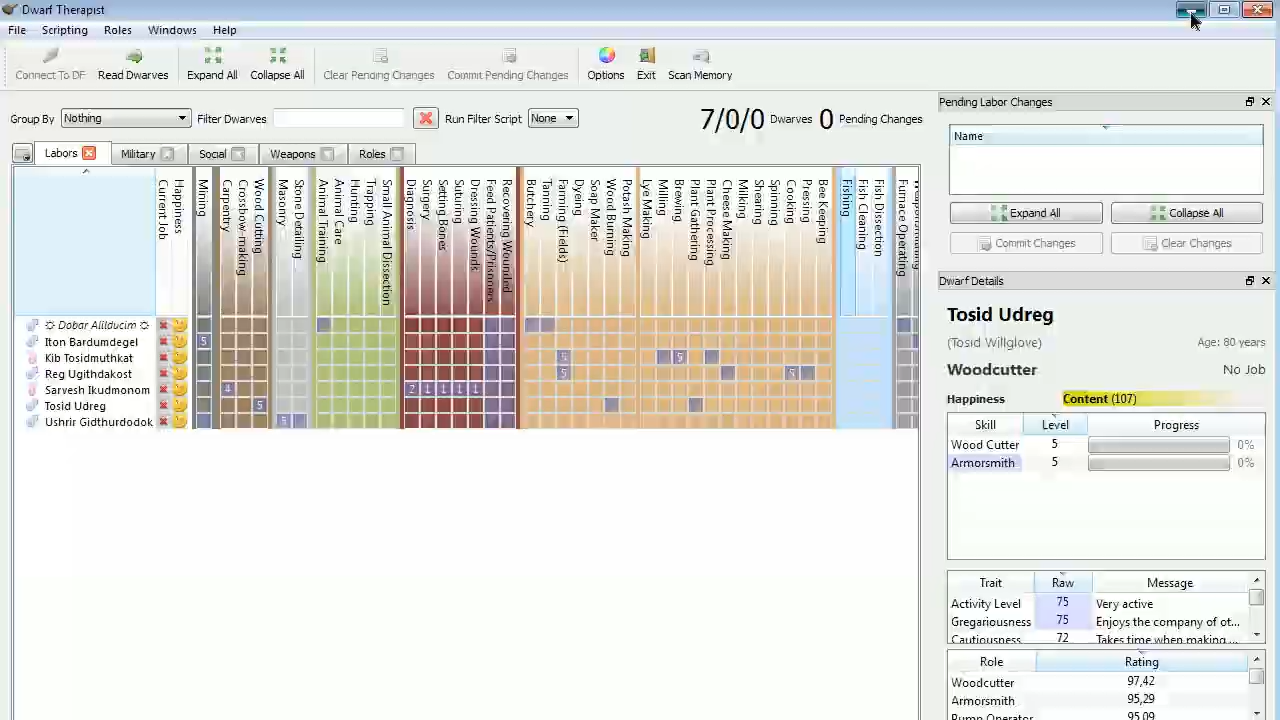 Dwarf Therapist
File Scripting Roles Windows Help
Connect To DF Read Dwarves Expand All Collapse All Clear Pending Changes Commit Pending Changes Options Exit Scan Memory
Group By Nothing Filter Dwarves Run Filter Script None 7/0/0 Dwarves 0 Pending Changes
Labors Military Social Weapons Roles
Current Job
Happiness
Mining
Carpentry
Crossbow-making
Wood Cutting
Masonry
Stone Detailing
Animal Training
Animal Care
Hunting
Trapping
Small Animal Dissection
Diagnosis
Surgery
Setting Bones
Suturing
Dressing Wounds
Feed Patients/Prisoners
Recovering Wounded
Butchery
Tanning
Farming (Fields)
Dyeing
Soap Maker
Wood Burning
Potash Making
Lye Making
Milling
Brewing
Plant Gathering
Plant Processing
Cheese Making
Milking
Shearing
Spinning
Cooking
Pressing
Bee Keeping
Fishing
Fish Cleaning
Fish Dissection
Furnace Operating
Dobar Allilducim
Iton Bardumdegel 5
Kib Tosidmuthkat 5 5
Reg Ugithdakost 5 5
Sarvesh Ikudmonom 4 2 1 1 1 1
Tosid Udreg 5
Ushrir Gidthurdodok 5
Pending Labor Changes
Name
Expand All Collapse All
Commit Changes Clear Changes
Dwarf Details
Tosid Udreg
(Tosid Willglove) Age: 80 years
Woodcutter No Job
Happiness Content (107)
Skill Level Progress
Wood Cutter 5 0%
Armorsmith 5 0%
Trait Raw Message
Activity Level 75 Very active
Gregariousness 75 Enjoys the company of ot...
Cautiousness 72 Takes time when making ...
Role Rating
Woodcutter 97,42
Armorsmith 95,29
Pump Operator 95,09